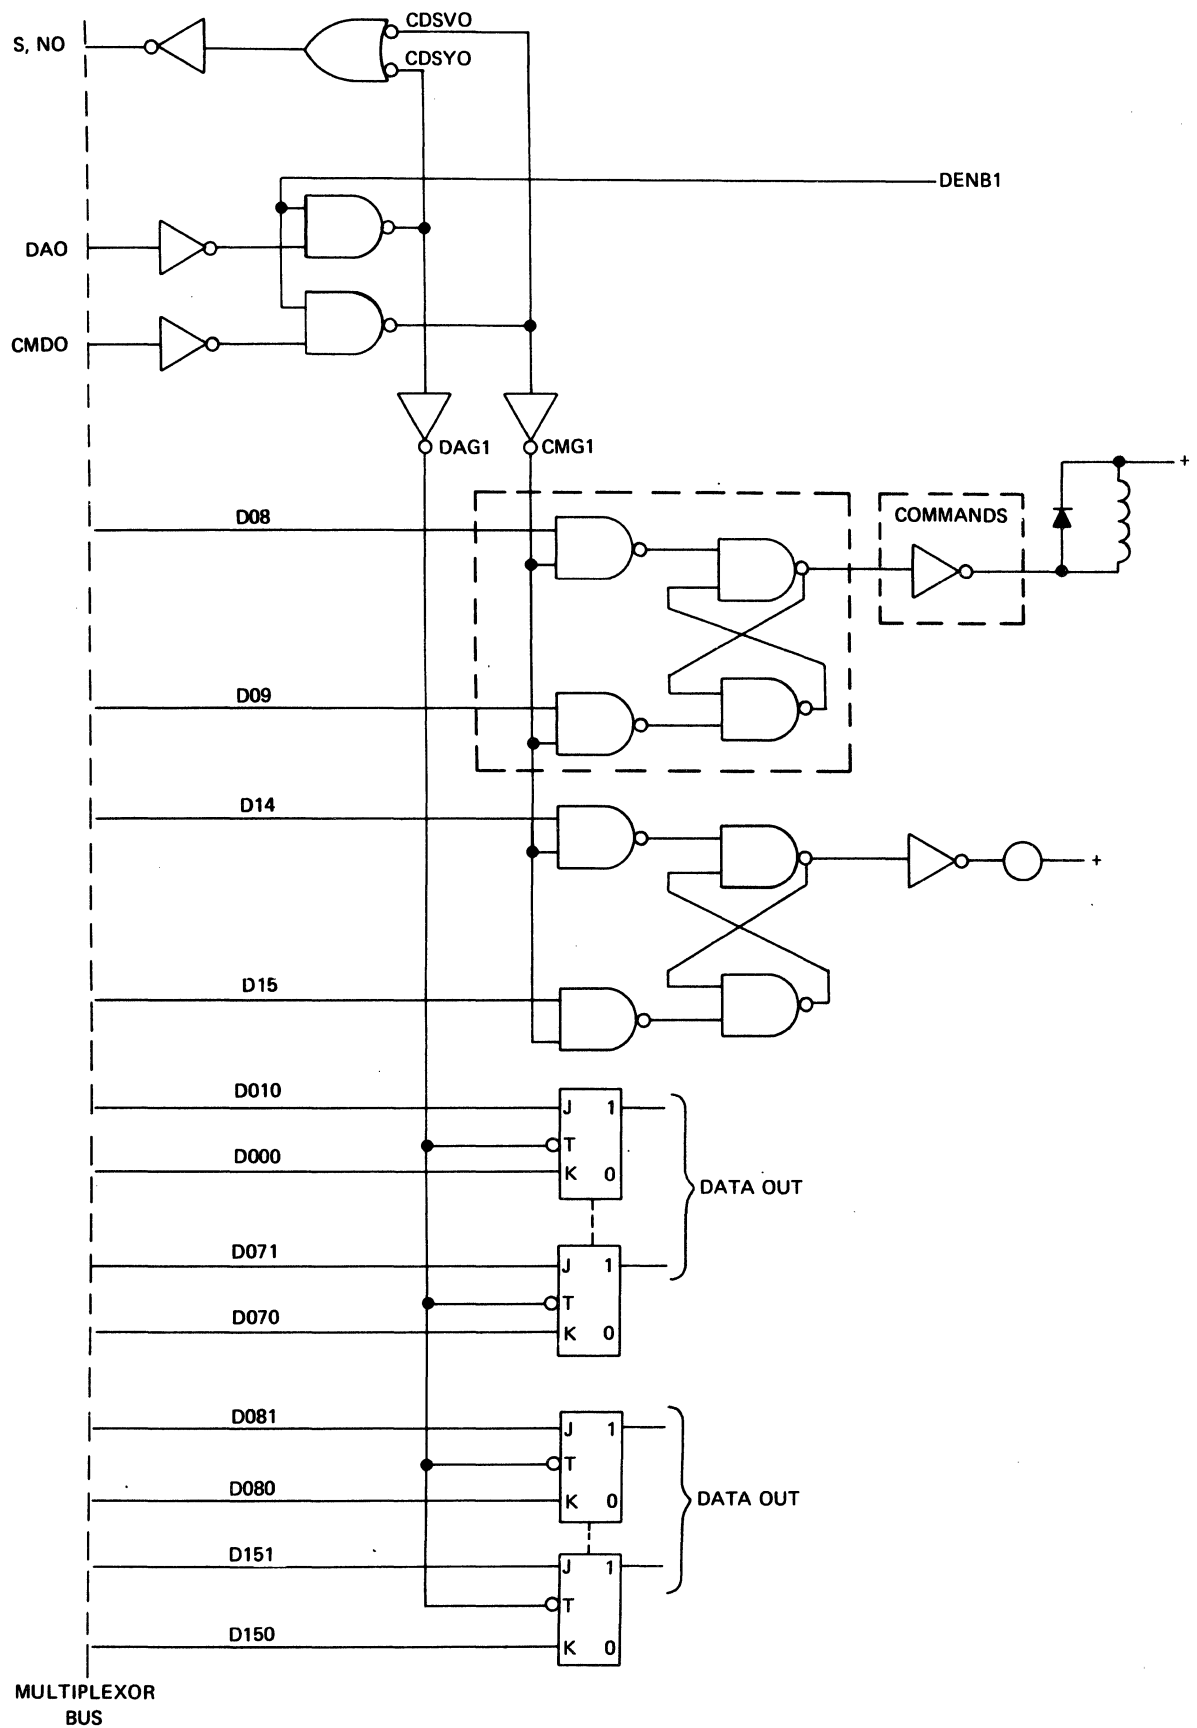 CDSVO
S, NO
CDSYO
DENB1
DAO
CMDO
DAG1
CMG1
+
D08
COMMANDS
D09
D14
+
D15
D010
J 1
T
D000
K 0
DATA OUT
D071
J 1
T
D070
K 0
D081
J 1
T
D080
K 0
DATA OUT
D151
J 1
T
D150
K 0
MULTIPLEXOR
BUS